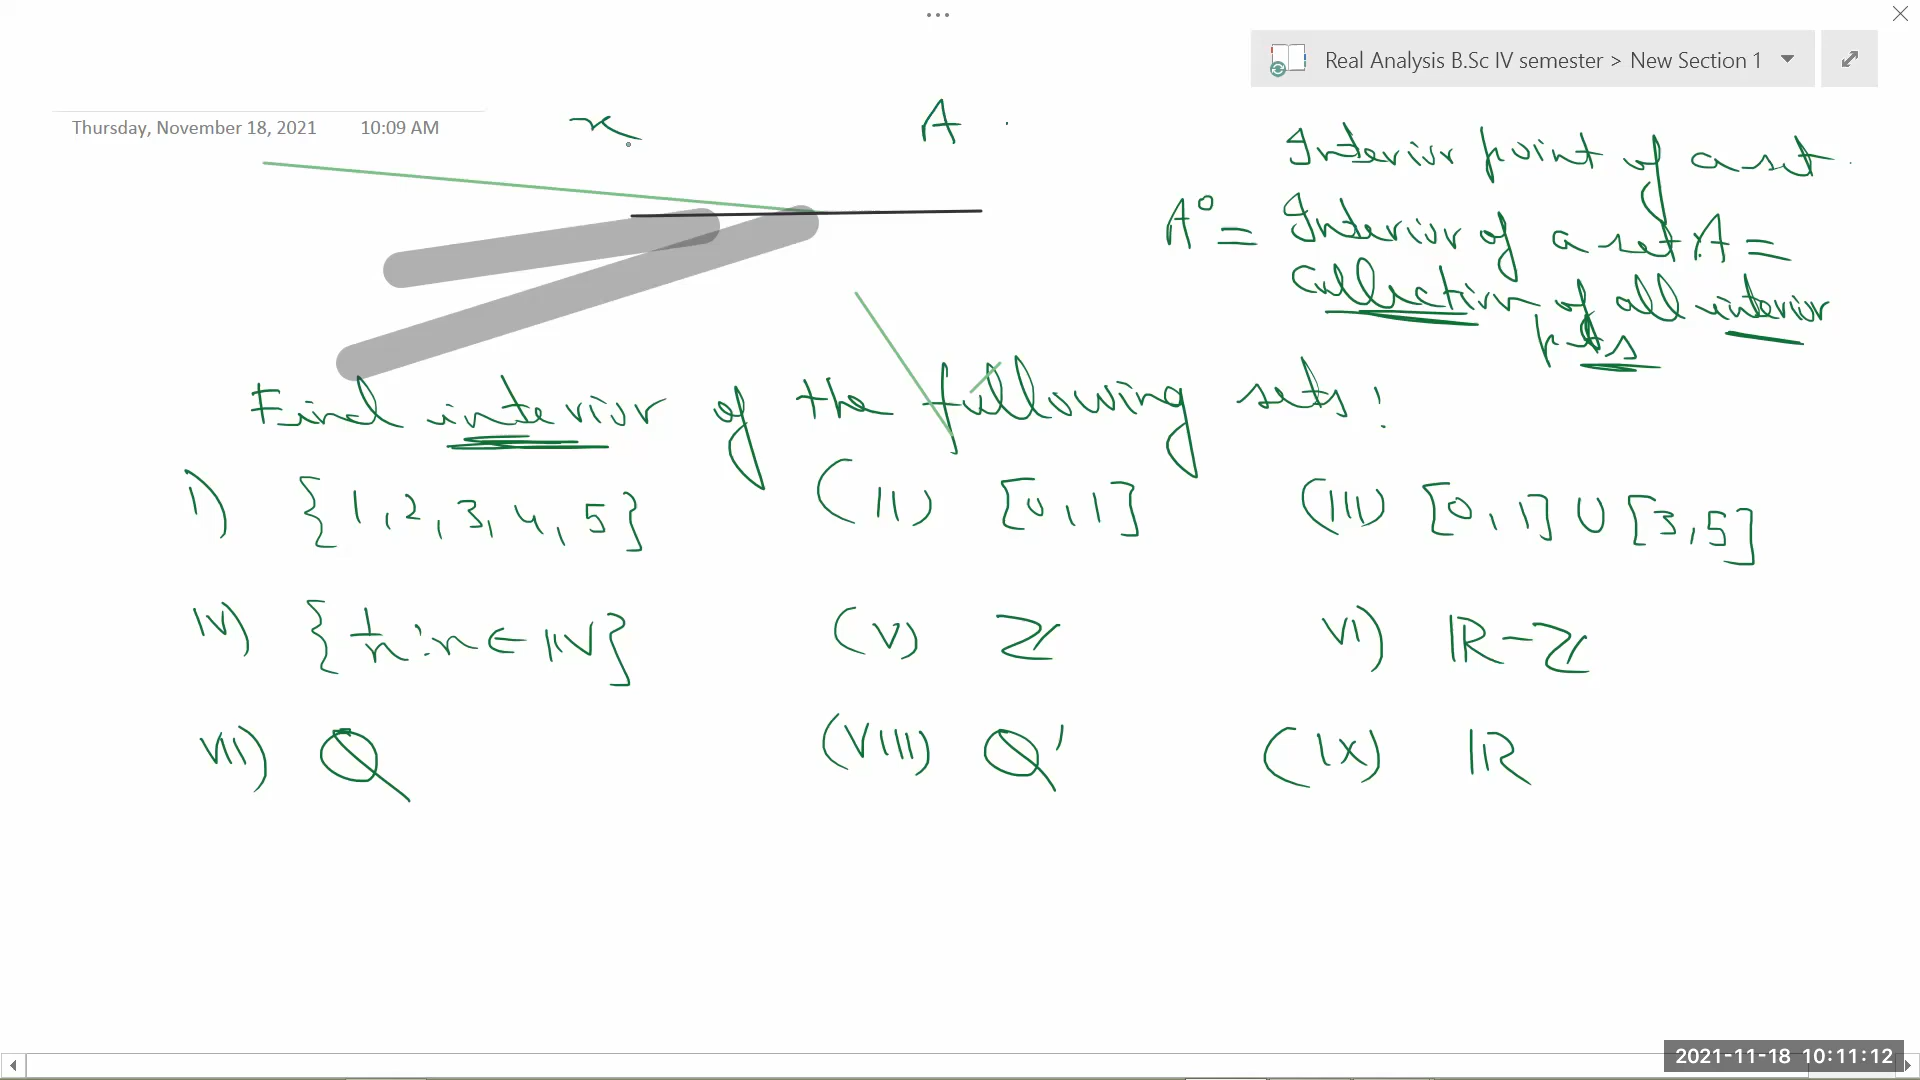 Real Analysis B.Sc IV semester > New Section 1
Thursday, November 18, 2021 10:09 AM
x A
Interior point of a set.
A° = Interior of a set A =
Collection of all interior
pts
Find interior of the following sets:
i) {1, 2, 3, 4, 5} (II) [0, 1] (III) [0, 1] ∪ [3, 5]
IV) {1/n : n ∈ ℕ} (V) ℤ VI) ℝ - ℤ
VII) Q (VIII) Q' (IX) ℝ
2021-11-18 10:11:12